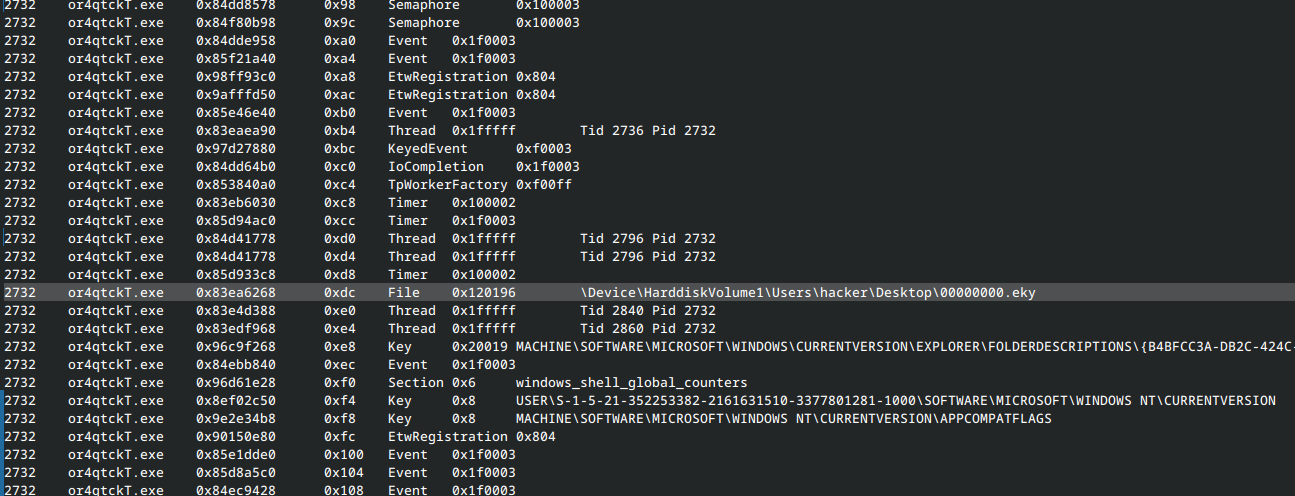 2732 or4qtckT.exe 0x84dd8578 0x98 Semaphore 0x100003
2732 or4qtckT.exe 0x84f80b98 0x9c Semaphore 0x100003
2732 or4qtckT.exe 0x84dde958 0xa0 Event 0x1f0003
2732 or4qtckT.exe 0x85f21a40 0xa4 Event 0x1f0003
2732 or4qtckT.exe 0x98ff93c0 0xa8 EtwRegistration 0x804
2732 or4qtckT.exe 0x9afffd50 0xac EtwRegistration 0x804
2732 or4qtckT.exe 0x85e46e40 0xb0 Event 0x1f0003
2732 or4qtckT.exe 0x83eaea90 0xb4 Thread 0x1fffff Tid 2736 Pid 2732
2732 or4qtckT.exe 0x97d27880 0xbc KeyedEvent 0xf0003
2732 or4qtckT.exe 0x84dd64b0 0xc0 IoCompletion 0x1f0003
2732 or4qtckT.exe 0x853840a0 0xc4 TpWorkerFactory 0xf00ff
2732 or4qtckT.exe 0x83eb6030 0xc8 Timer 0x100002
2732 or4qtckT.exe 0x85d94ac0 0xcc Timer 0x1f0003
2732 or4qtckT.exe 0x84d41778 0xd0 Thread 0x1fffff Tid 2796 Pid 2732
2732 or4qtckT.exe 0x84d41778 0xd4 Thread 0x1fffff Tid 2796 Pid 2732
2732 or4qtckT.exe 0x85d933c8 0xd8 Timer 0x100002
2732 or4qtckT.exe 0x83ea6268 0xdc File 0x120196 \Device\HarddiskVolume1\Users\hacker\Desktop\00000000.eky
2732 or4qtckT.exe 0x83e4d388 0xe0 Thread 0x1fffff Tid 2840 Pid 2732
2732 or4qtckT.exe 0x83edf968 0xe4 Thread 0x1fffff Tid 2860 Pid 2732
2732 or4qtckT.exe 0x96c9f268 0xe8 Key 0x20019 MACHINE\SOFTWARE\MICROSOFT\WINDOWS\CURRENTVERSION\EXPLORER\FOLDERDESCRIPTIONS\{B4BFCC3A-DB2C-424C-
2732 or4qtckT.exe 0x84ebb840 0xec Event 0x1f0003
2732 or4qtckT.exe 0x96d61e28 0xf0 Section 0x6 windows_shell_global_counters
2732 or4qtckT.exe 0x8ef02c50 0xf4 Key 0x8 USER\S-1-5-21-352253382-2161631510-3377801281-1000\SOFTWARE\MICROSOFT\WINDOWS NT\CURRENTVERSION
2732 or4qtckT.exe 0x9e2e34b8 0xf8 Key 0x8 MACHINE\SOFTWARE\MICROSOFT\WINDOWS NT\CURRENTVERSION\APPCOMPATFLAGS
2732 or4qtckT.exe 0x90150e80 0xfc EtwRegistration 0x804
2732 or4qtckT.exe 0x85e1dde0 0x100 Event 0x1f0003
2732 or4qtckT.exe 0x85d8a5c0 0x104 Event 0x1f0003
2732 or4qtckT.exe 0x84ec9428 0x108 Event 0x1f0003